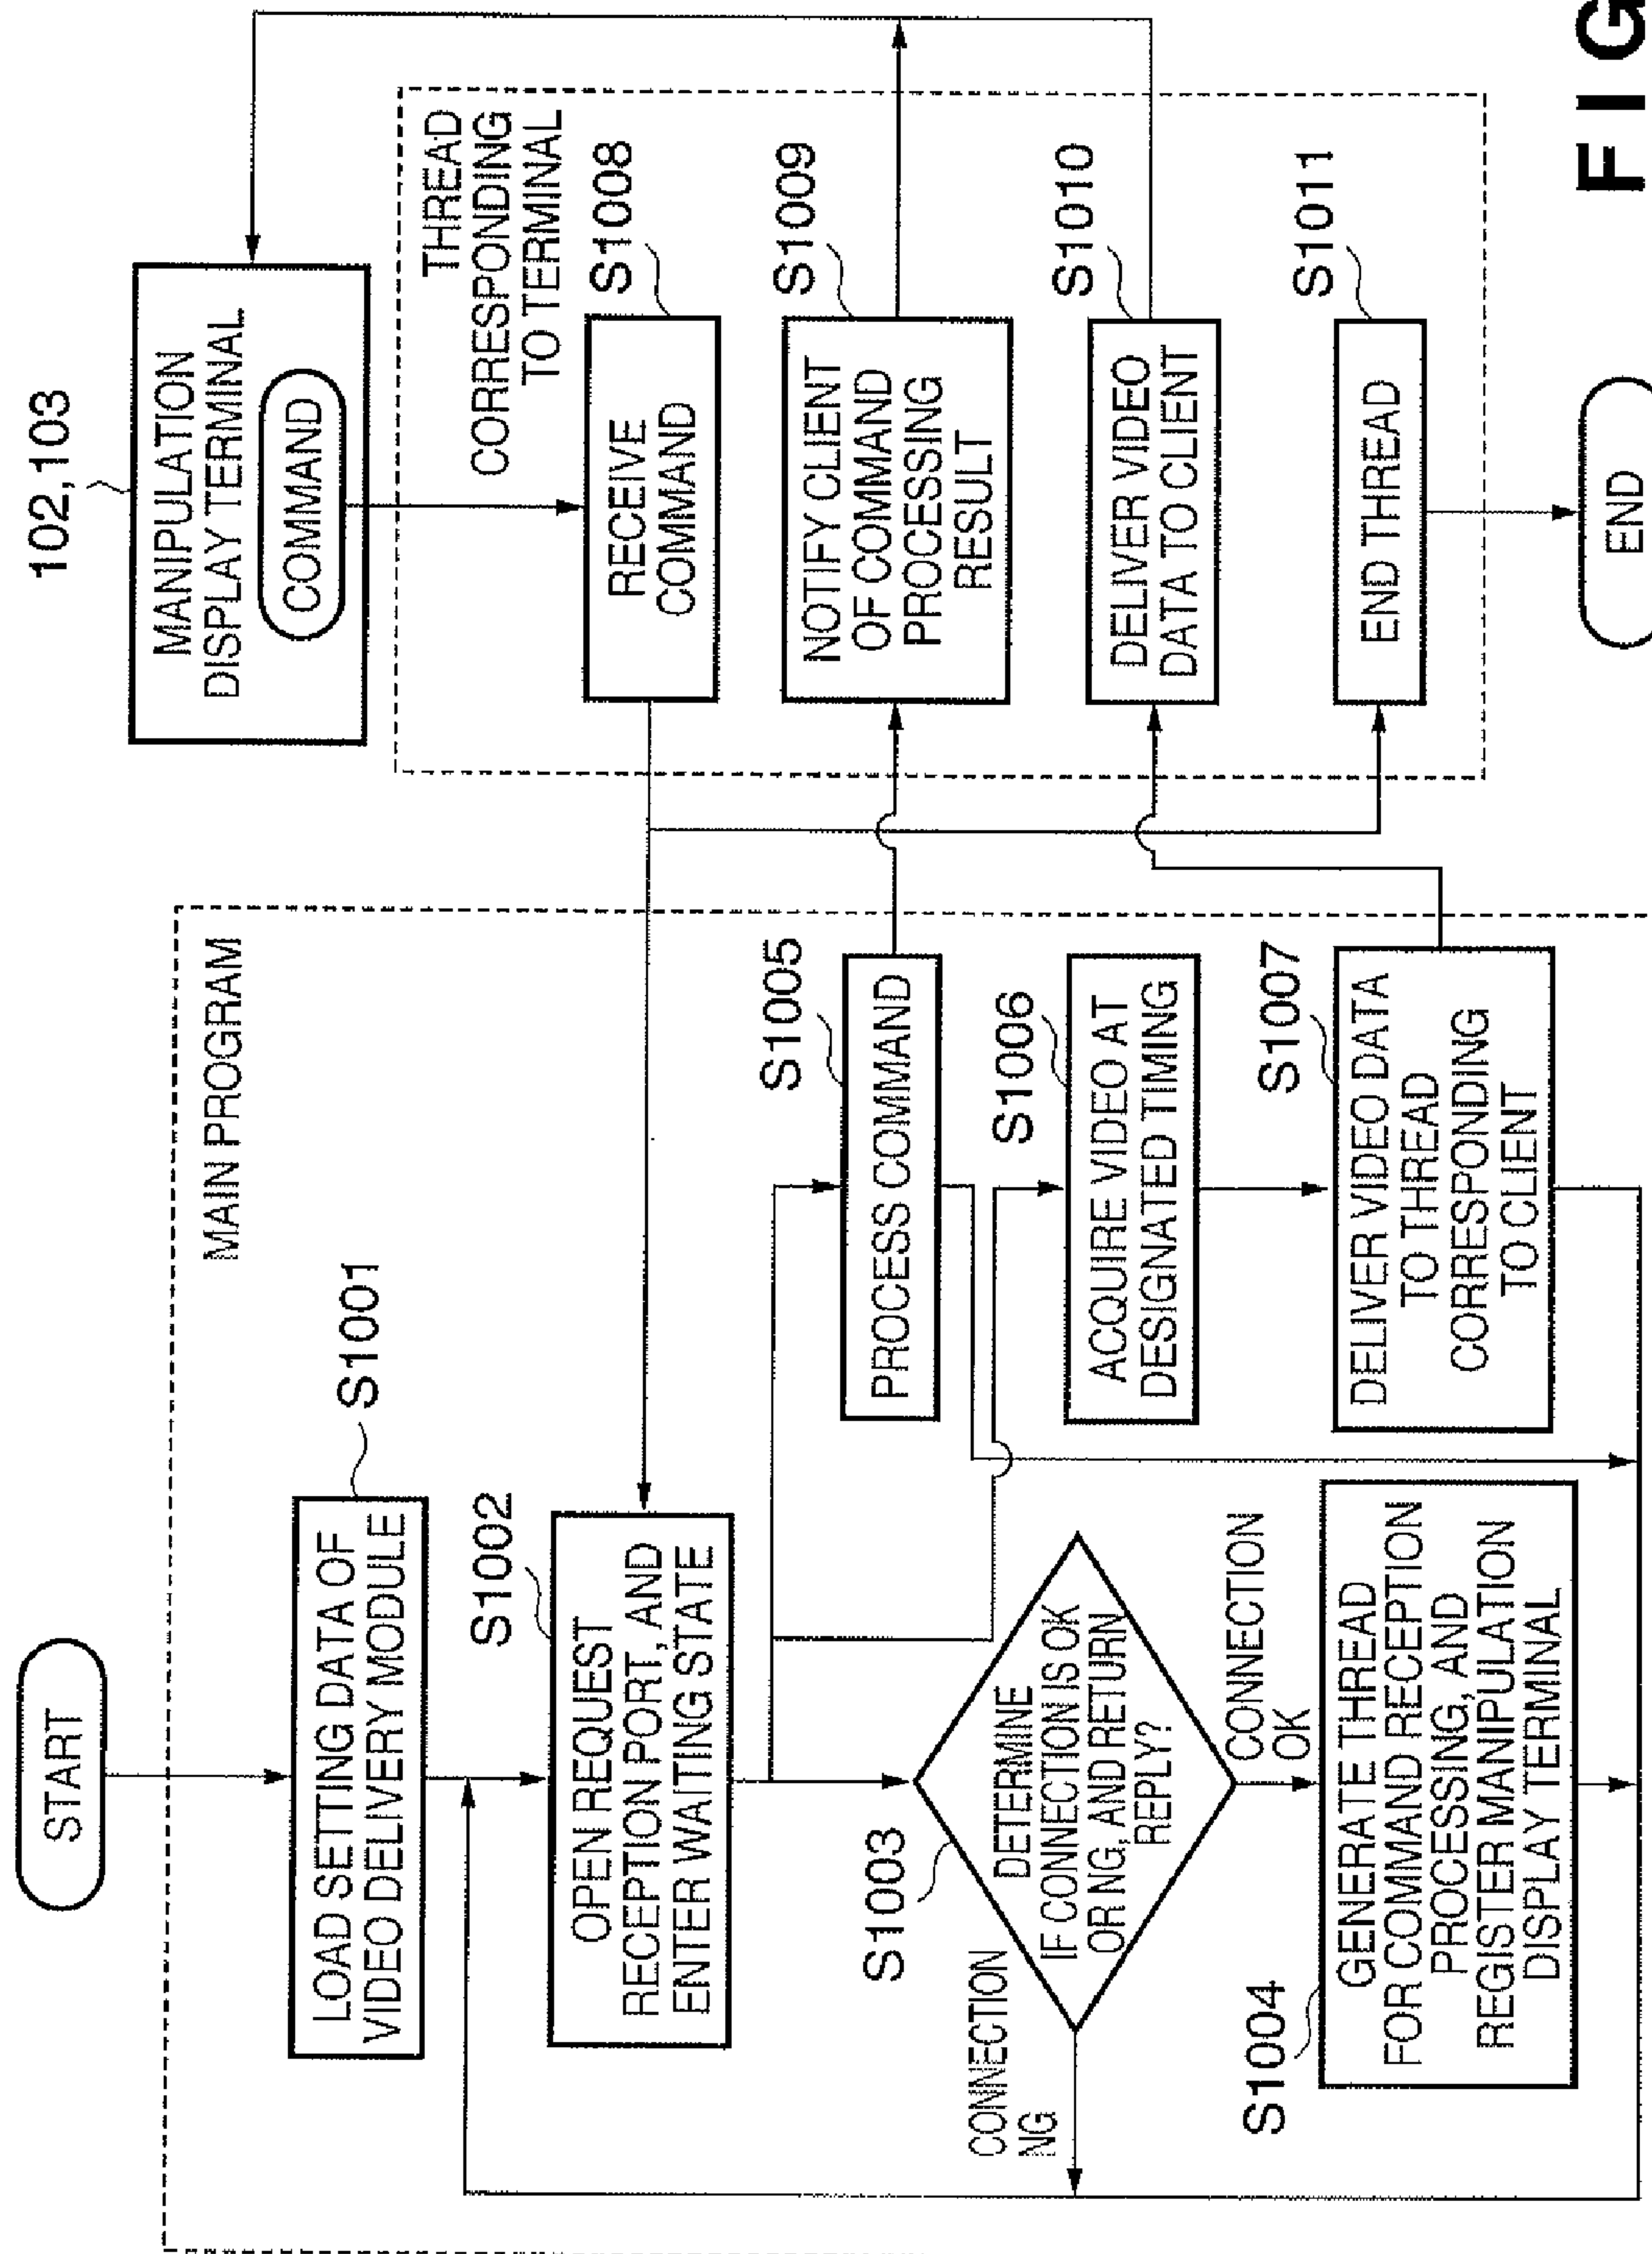 START
MAIN PROGRAM
LOAD SETTING DATA OF
VIDEO DELIVERY MODULE
S1001
OPEN REQUEST
RECEPTION PORT, AND
ENTER WAITING STATE
S1002
DETERMINE
IF CONNECTION IS OK
OR NG, AND RETURN
REPLY?
S1003
CONNECTION
NG
CONNECTION
OK
GENERATE THREAD
FOR COMMAND RECEPTION
PROCESSING, AND
REGISTER MANIPULATION
DISPLAY TERMINAL
S1004
PROCESS COMMAND
S1005
ACQUIRE VIDEO AT
DESIGNATED TIMING
S1006
DELIVER VIDEO DATA
TO THREAD
CORRESPONDING
TO CLIENT
S1007
102,103
MANIPULATION
DISPLAY TERMINAL
COMMAND
THREAD
CORRESPONDING
TO TERMINAL
RECEIVE
COMMAND
S1008
NOTIFY CLIENT
OF COMMAND
PROCESSING
RESULT
S1009
DELIVER VIDEO
DATA TO CLIENT
S1010
END THREAD
S1011
END
FIG